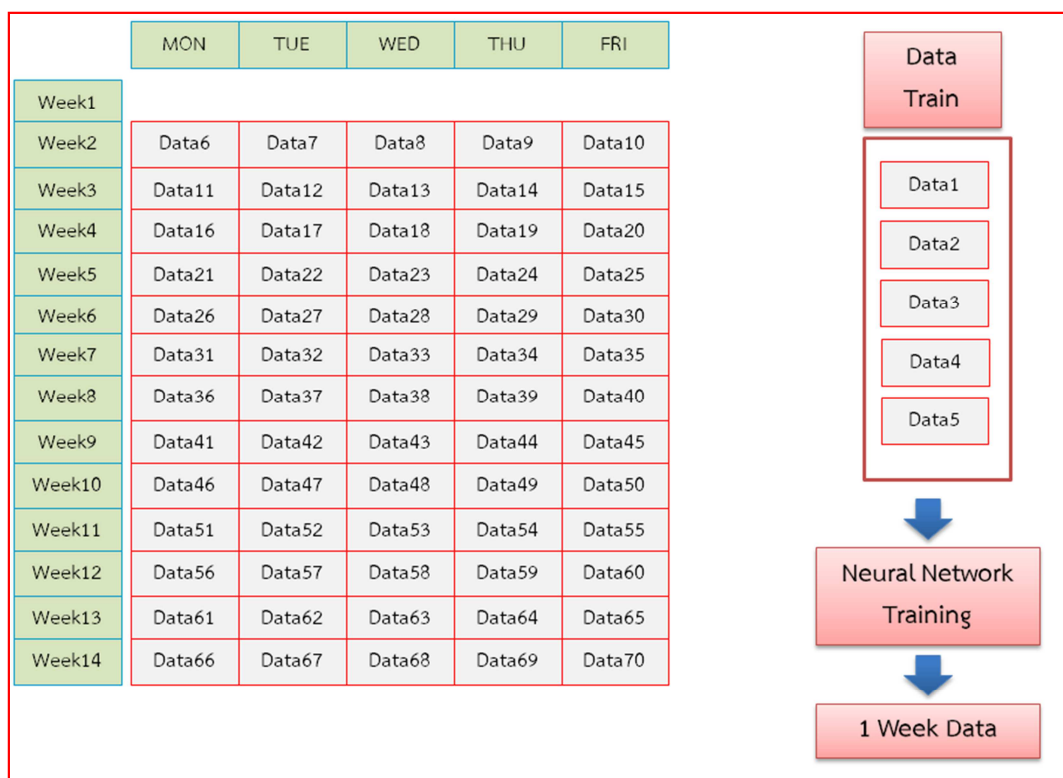 MON TUE WED THU FRI
Week1
Week2 Data6 Data7 Data8 Data9 Data10
Week3 Data11 Data12 Data13 Data14 Data15
Week4 Data16 Data17 Data18 Data19 Data20
Week5 Data21 Data22 Data23 Data24 Data25
Week6 Data26 Data27 Data28 Data29 Data30
Week7 Data31 Data32 Data33 Data34 Data35
Week8 Data36 Data37 Data38 Data39 Data40
Week9 Data41 Data42 Data43 Data44 Data45
Week10 Data46 Data47 Data48 Data49 Data50
Week11 Data51 Data52 Data53 Data54 Data55
Week12 Data56 Data57 Data58 Data59 Data60
Week13 Data61 Data62 Data63 Data64 Data65
Week14 Data66 Data67 Data68 Data69 Data70
Data
Train
Data1
Data2
Data3
Data4
Data5
Neural Network
Training
1 Week Data